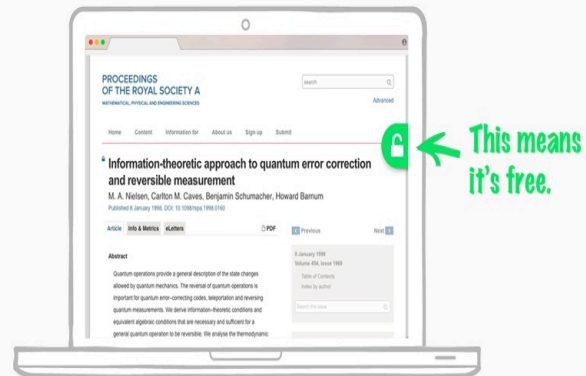 PROCEEDINGS
OF THE ROYAL SOCIETY A
MATHEMATICAL, PHYSICAL AND ENGINEERING SCIENCES
search
Advanced
Home Content Information for About us Sign up Submit
Information-theoretic approach to quantum error correction
and reversible measurement
M. A. Nielsen, Carlton M. Caves, Benjamin Schumacher, Howard Barnum
Published 8 January 1998. DOI: 10.1098/rspa.1998.0160
Article Info & Metrics eLetters PDF
Previous Next
Abstract
Quantum operations provide a general description of the state changes
allowed by quantum mechanics. The reversal of quantum operations is
important for quantum error-correcting codes, teleportation and reversing
quantum measurements. We derive information-theoretic conditions and
equivalent algebraic conditions that are necessary and sufficient for a
general quantum operation to be reversible. We analyse the thermodynamic
8 January 1998
Volume 454, issue 1969
Table of Contents
Index by author
Search this issue
This means
it's free.